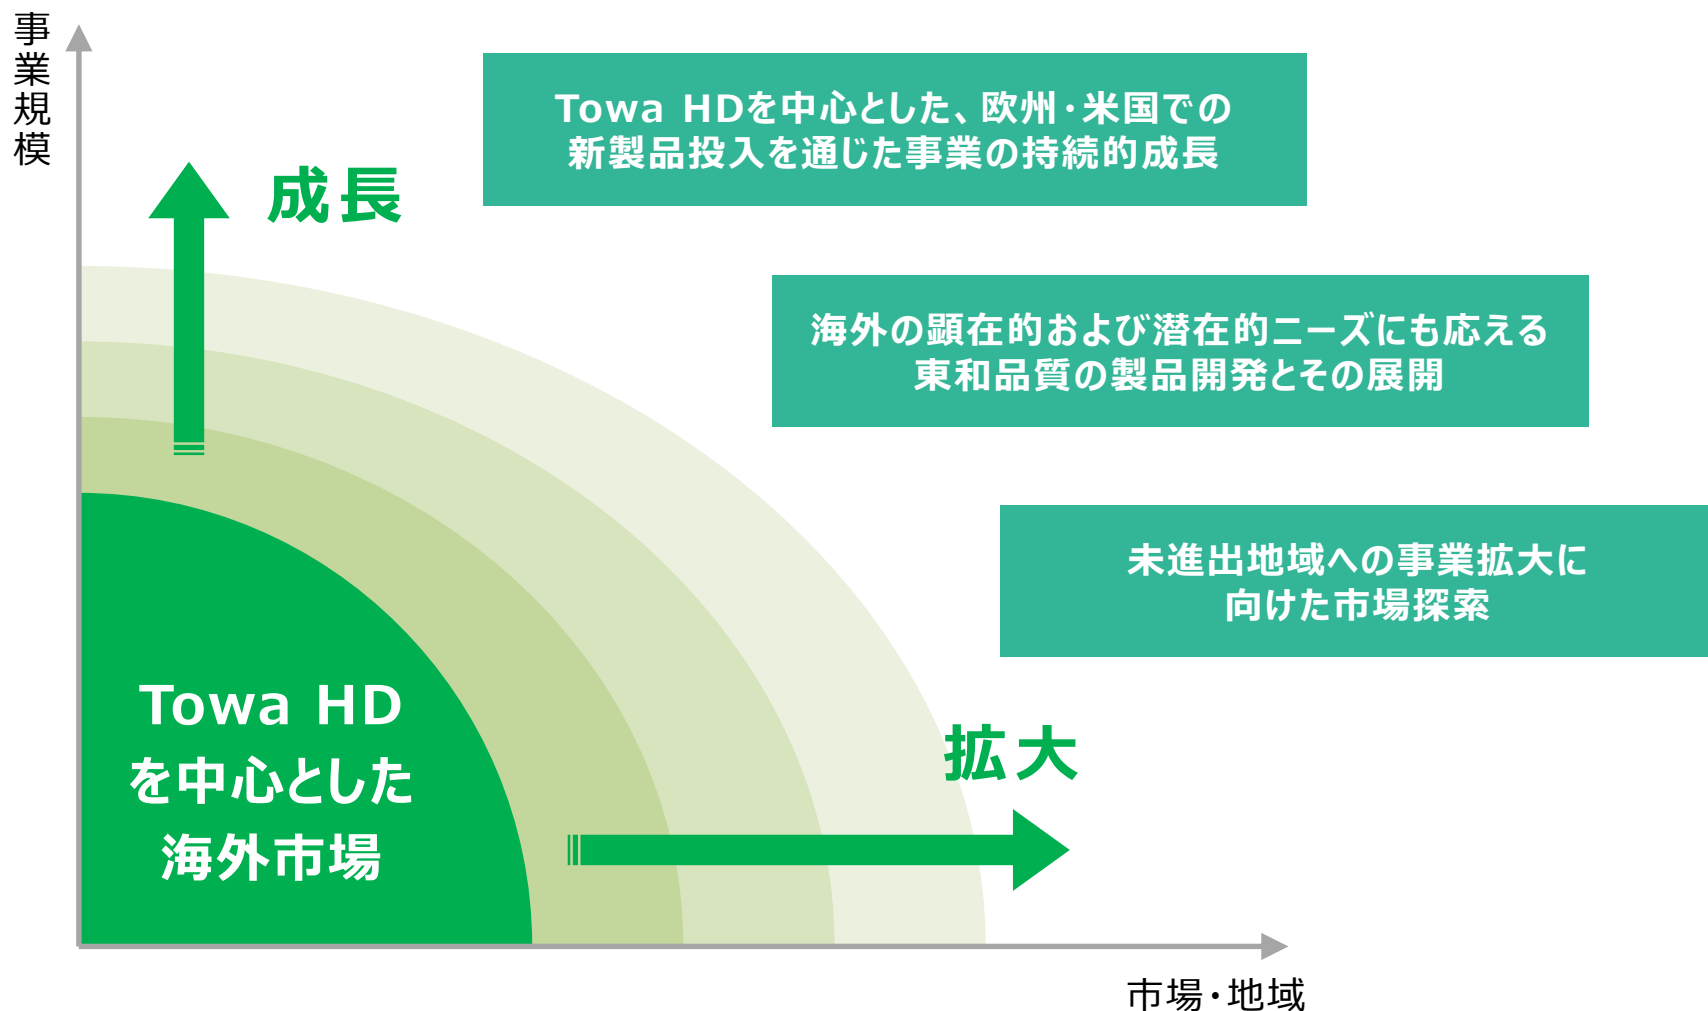 事業規模
Towa HDを中心とした、欧州・米国での
新製品投入を通じた事業の持続的成長
成長
海外の顕在的および潜在的ニーズにも応える
東和品質の製品開発とその展開
未進出地域への事業拡大に
向けた市場探索
Towa HD
を中心とした
海外市場
拡大
市場・地域